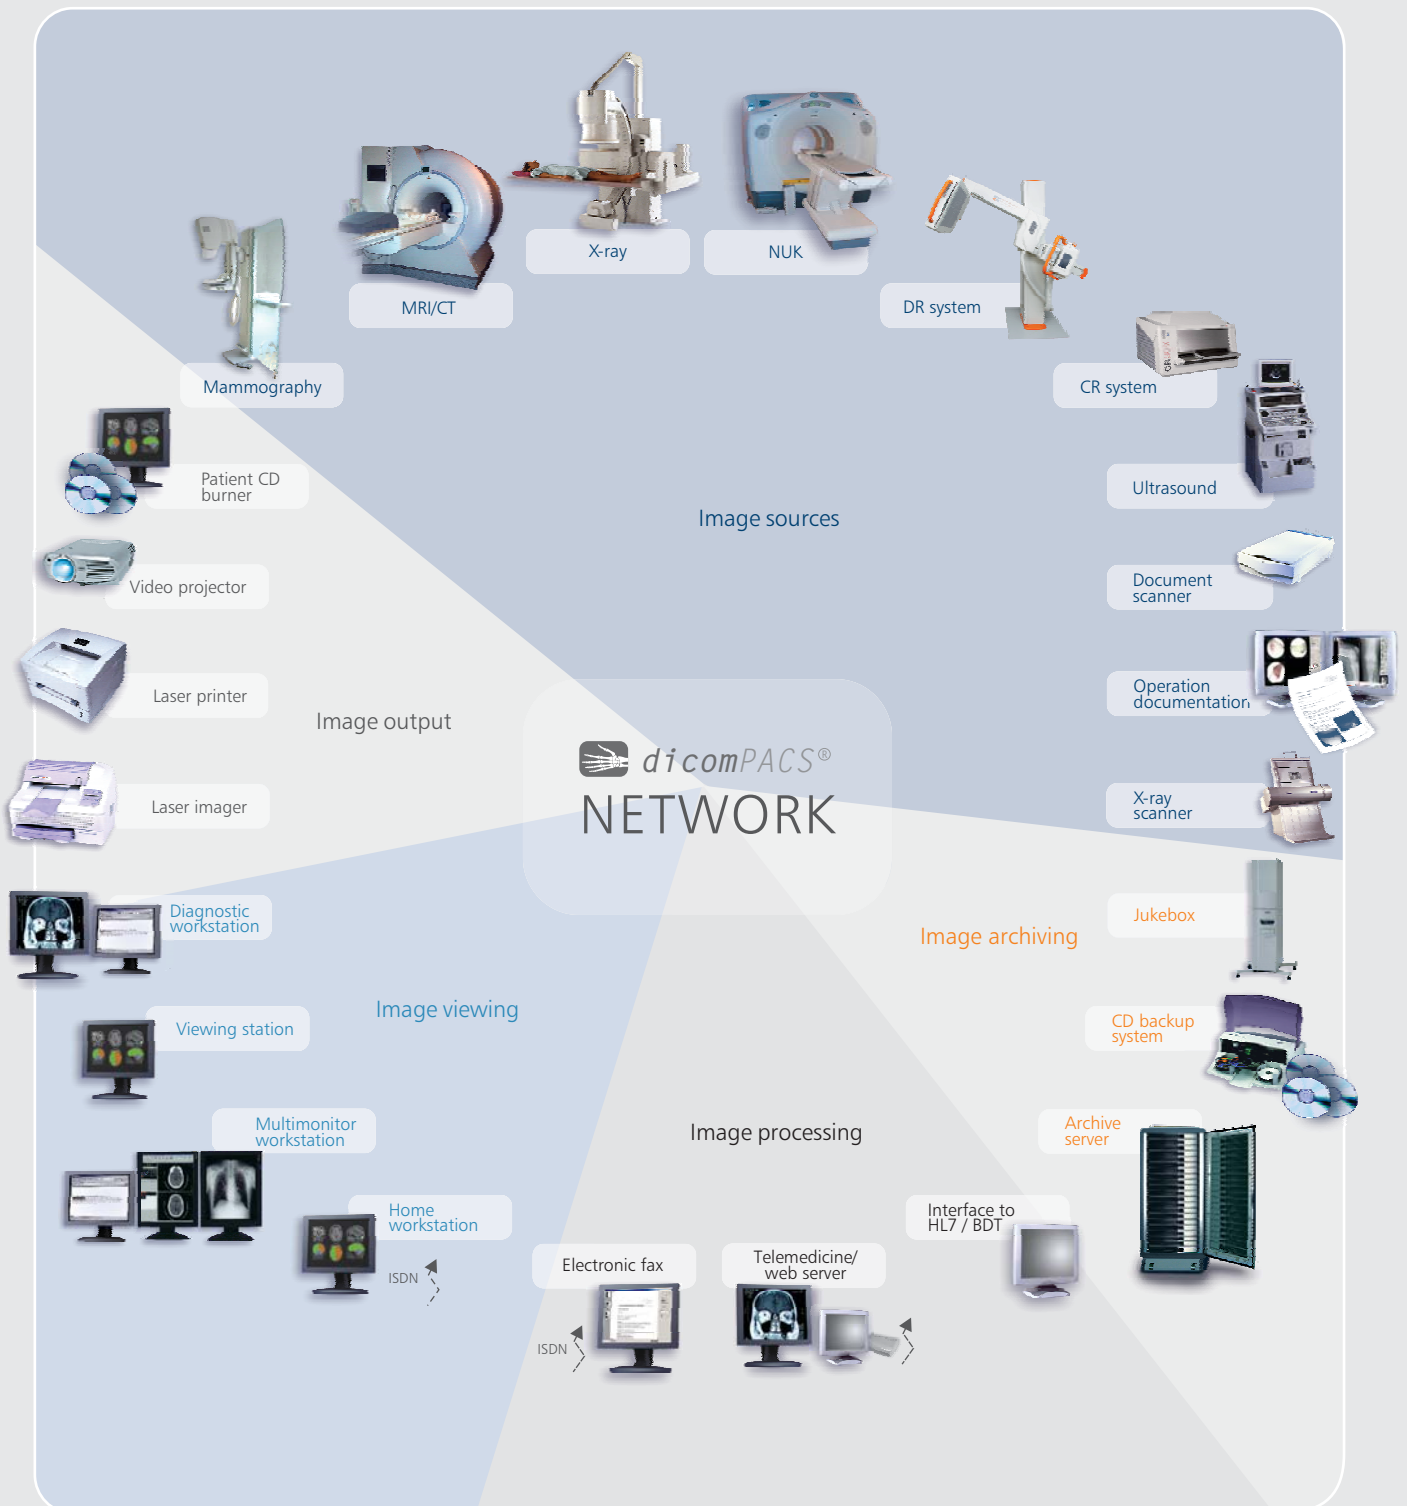 X-ray
NUK
MRI/CT
DR system
Mammography
CR system
Patient CD
burner
Ultrasound
Image sources
Video projector
Document
scanner
Laser printer
Operation
documentation
Image output
dicomPACS®
NETWORK
Laser imager
X-ray
scanner
Diagnostic
workstation
Jukebox
Image archiving
Image viewing
Viewing station
CD backup
system
Multimonitor
workstation
Image processing
Archive
server
Home
workstation
ISDN
Interface to
HL7 / BDT
Electronic fax
Telemedicine/
web server
ISDN